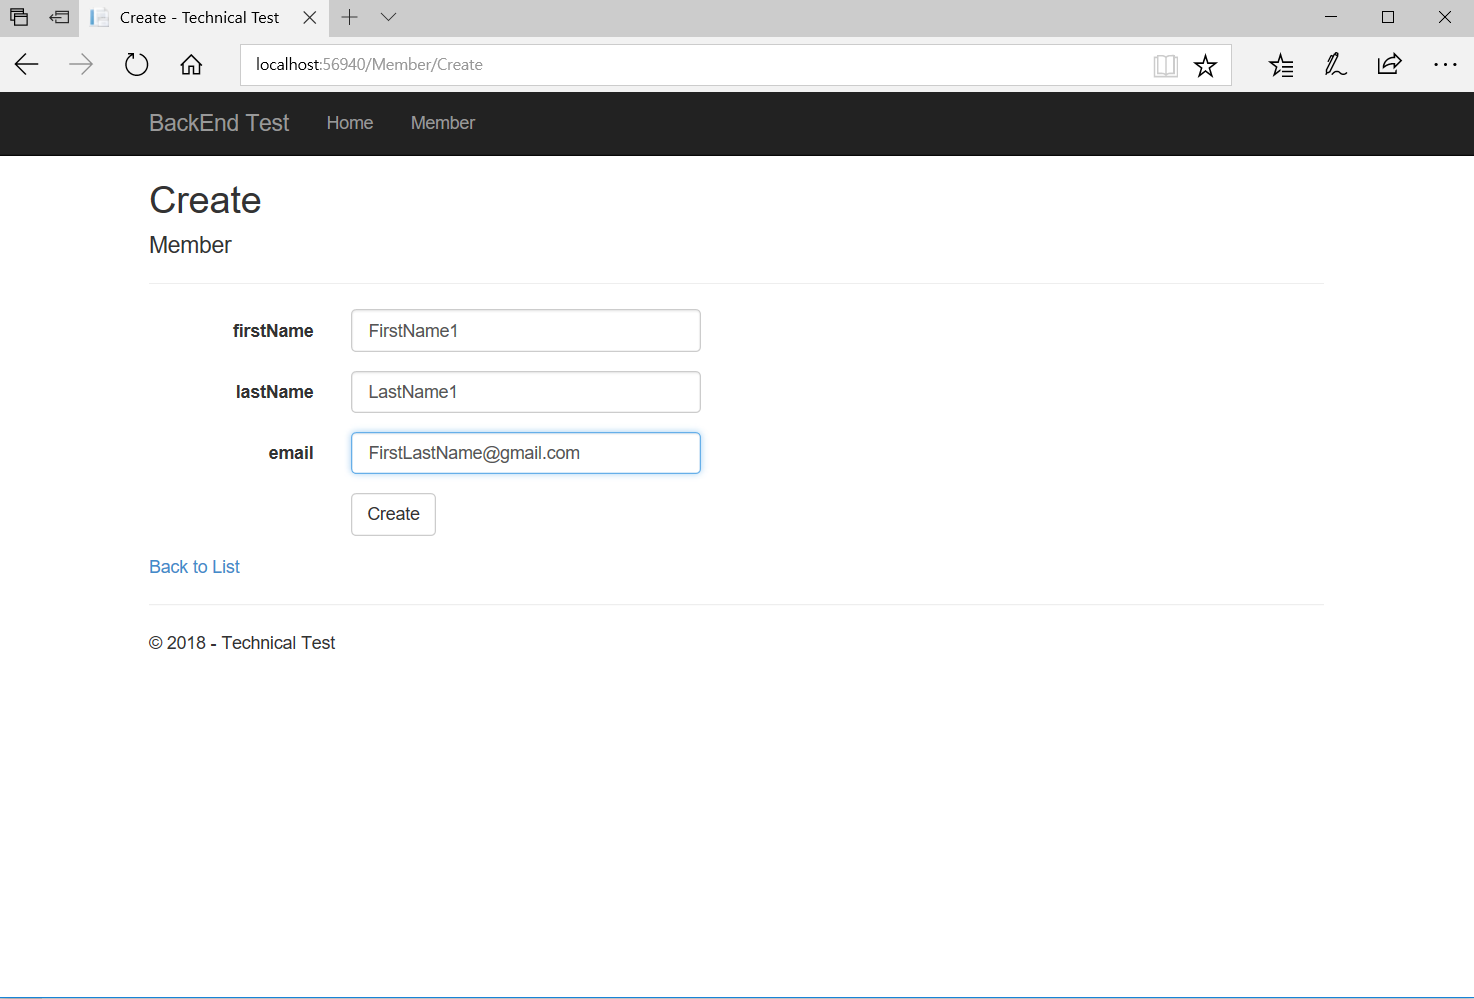 Create - Technical Test
localhost:56940/Member/Create
BackEnd Test Home Member
Create
Member
firstName FirstName1
lastName LastName1
email FirstLastName@gmail.com
Create
Back to List
© 2018 - Technical Test